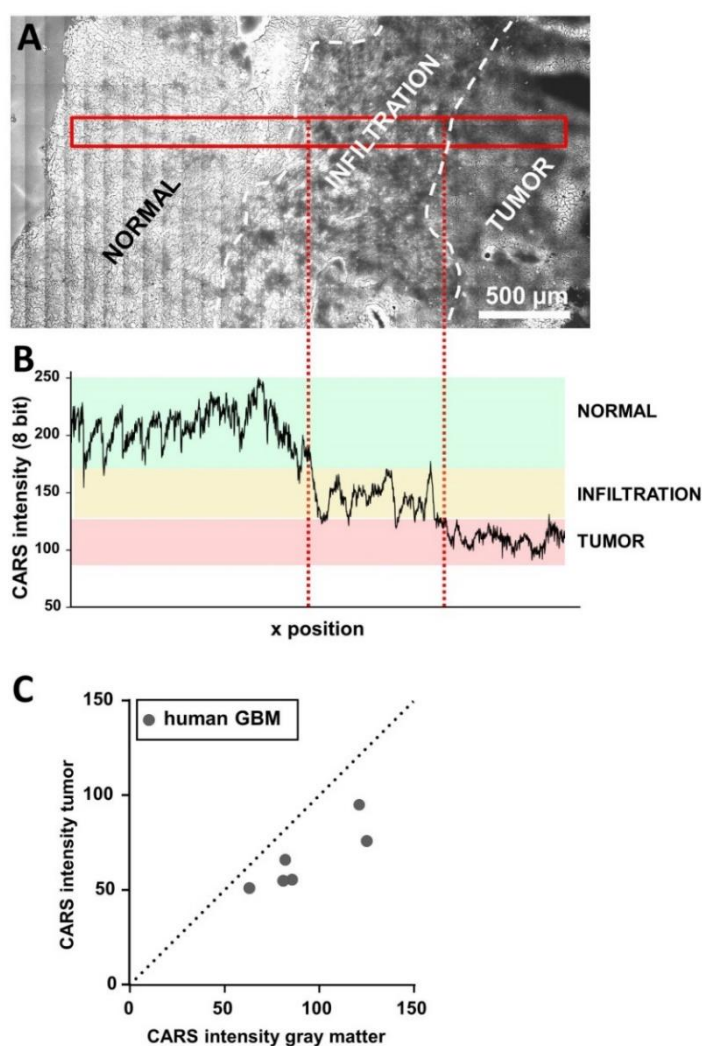 A
NORMAL
INFILTRATION
TUMOR
500 µm
B
CARS intensity (8 bit)
250
200
150
100
50
NORMAL
INFILTRATION
TUMOR
x position
C
human GBM
CARS intensity tumor
150
100
50
0
0 50 100 150
CARS intensity gray matter